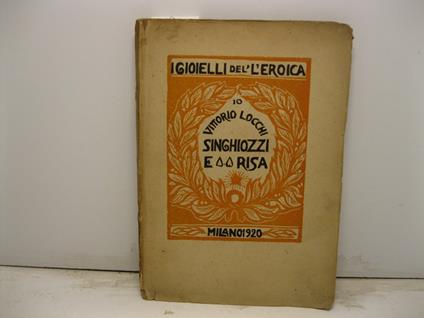 I GIOIELLI DEL' L'EROICA
10
VITTORIO LOCCHI
SINGHIOZZI
E RISA
MILANO 1920